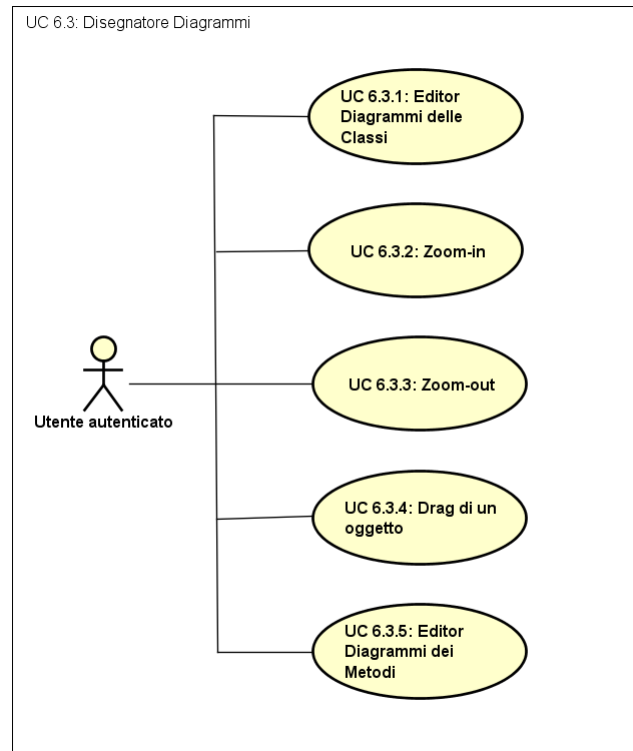 UC 6.3: Disegnatore Diagrammi
UC 6.3.1: Editor
Diagrammi delle
Classi
UC 6.3.2: Zoom-in
UC 6.3.3: Zoom-out
Utente autenticato
UC 6.3.4: Drag di un
oggetto
UC 6.3.5: Editor
Diagrammi dei
Metodi